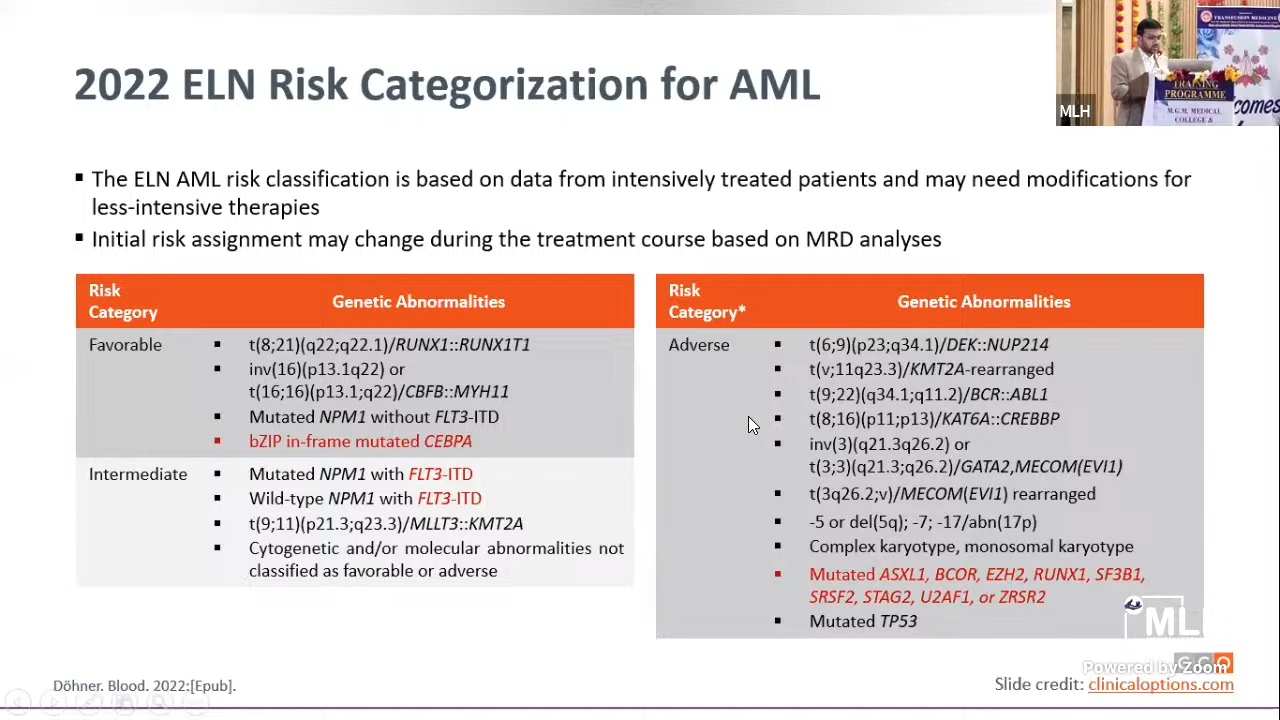 2022 ELN Risk Categorization for AML
TRANSFUSION MEDICINE
TRAINING
PROGRAMME
M.G.M. MEDICAL
COLLEGE &
MLH
▪ The ELN AML risk classification is based on data from intensively treated patients and may need modifications for
less-intensive therapies
▪ Initial risk assignment may change during the treatment course based on MRD analyses
Risk
Category
Genetic Abnormalities
Favorable
▪ t(8;21)(q22;q22.1)/RUNX1::RUNX1T1
▪ inv(16)(p13.1q22) or
t(16;16)(p13.1;q22)/CBFB::MYH11
▪ Mutated NPM1 without FLT3-ITD
▪ bZIP in-frame mutated CEBPA
Intermediate
▪ Mutated NPM1 with FLT3-ITD
▪ Wild-type NPM1 with FLT3-ITD
▪ t(9;11)(p21.3;q23.3)/MLLT3::KMT2A
▪ Cytogenetic and/or molecular abnormalities not
classified as favorable or adverse
Risk
Category*
Genetic Abnormalities
Adverse
▪ t(6;9)(p23;q34.1)/DEK::NUP214
▪ t(v;11q23.3)/KMT2A-rearranged
▪ t(9;22)(q34.1;q11.2)/BCR::ABL1
▪ t(8;16)(p11;p13)/KAT6A::CREBBP
▪ inv(3)(q21.3q26.2) or
t(3;3)(q21.3;q26.2)/GATA2,MECOM(EVI1)
▪ t(3q26.2;v)/MECOM(EVI1) rearranged
▪ -5 or del(5q); -7; -17/abn(17p)
▪ Complex karyotype, monosomal karyotype
▪ Mutated ASXL1, BCOR, EZH2, RUNX1, SF3B1,
SRSF2, STAG2, U2AF1, or ZRSR2
▪ Mutated TP53
ML
CCO
Powered by Zoom
Döhner. Blood. 2022:[Epub].
Slide credit: clinicaloptions.com